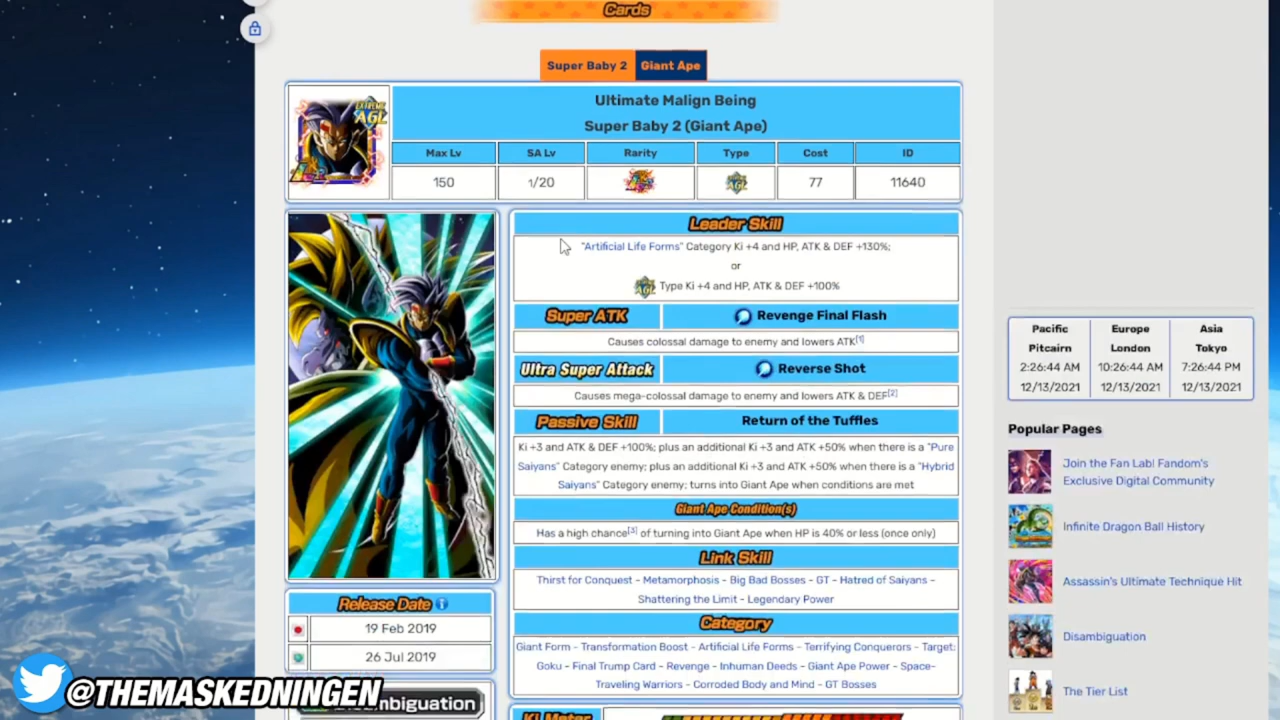 Cards
Super Baby 2
Giant Ape
Ultimate Malign Being
Super Baby 2 (Giant Ape)
EXTREME
AGL
Max Lv
SA Lv
Rarity
Type
Cost
ID
150
1/20
AGL
77
11640
Leader Skill
"Artificial Life Forms" Category Ki +4 and HP, ATK & DEF +130%;
or
AGL Type Ki +4 and HP, ATK & DEF +100%
Super ATK
Revenge Final Flash
Causes colossal damage to enemy and lowers ATK[1]
Ultra Super Attack
Reverse Shot
Causes mega-colossal damage to enemy and lowers ATK & DEF[2]
Passive Skill
Return of the Tuffles
Ki +3 and ATK & DEF +100%; plus an additional Ki +3 and ATK +50% when there is a "Pure
Saiyans" Category enemy; plus an additional Ki +3 and ATK +50% when there is a "Hybrid
Saiyans" Category enemy; turns into Giant Ape when conditions are met
Giant Ape Condition(s)
Has a high chance[3] of turning into Giant Ape when HP is 40% or less (once only)
Link Skill
Thirst for Conquest - Metamorphosis - Big Bad Bosses - GT - Hatred of Saiyans -
Shattering the Limit - Legendary Power
Category
Giant Form - Transformation Boost - Artificial Life Forms - Terrifying Conquerors - Target:
Goku - Final Trump Card - Revenge - Inhuman Deeds - Giant Ape Power - Space-
Traveling Warriors - Corroded Body and Mind - GT Bosses
Ki Meter
Release Date
19 Feb 2019
26 Jul 2019
mbiguation
@THEMASKEDNINGEN
Pacific
Pitcairn
2:26:44 AM
12/13/2021
Europe
London
10:26:44 AM
12/13/2021
Asia
Tokyo
7:26:44 PM
12/13/2021
Popular Pages
Join the Fan Lab! Fandom's
Exclusive Digital Community
Infinite Dragon Ball History
Assassin's Ultimate Technique Hit
Disambiguation
The Tier List